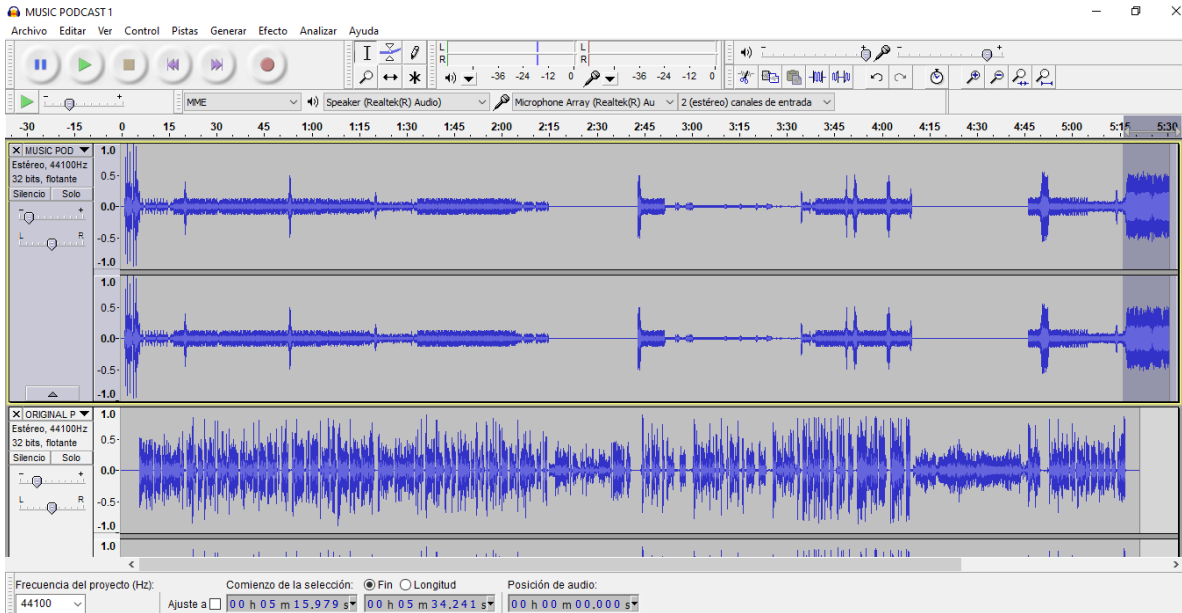 MUSIC PODCAST 1
Archivo Editar Ver Control Pistas Generar Efecto Analizar Ayuda
L
R
-36 -24 -12 0
L
R
-36 -24 -12 0
MME
Speaker (Realtek(R) Audio)
Microphone Array (Realtek(R) Au
2 (estéreo) canales de entrada
-30 -15 0 15 30 45 1:00 1:15 1:30 1:45 2:00 2:15 2:30 2:45 3:00 3:15 3:30 3:45 4:00 4:15 4:30 4:45 5:00 5:15 5:30
X MUSIC POD
Estéreo, 44100Hz
32 bits, flotante
Silencio Solo
- +
L R
1.0
0.5
0.0
-0.5
-1.0
1.0
0.5
0.0
-0.5
-1.0
X ORIGINAL P
Estéreo, 44100Hz
32 bits, flotante
Silencio Solo
- +
L R
1.0
0.5
0.0
-0.5
-1.0
1.0
Frecuencia del proyecto (Hz): Comienzo de la selección: Fin Longitud Posición de audio:
44100 Ajuste a 00 h 05 m 15.979 s 00 h 05 m 34.241 s 00 h 00 m 00.000 s